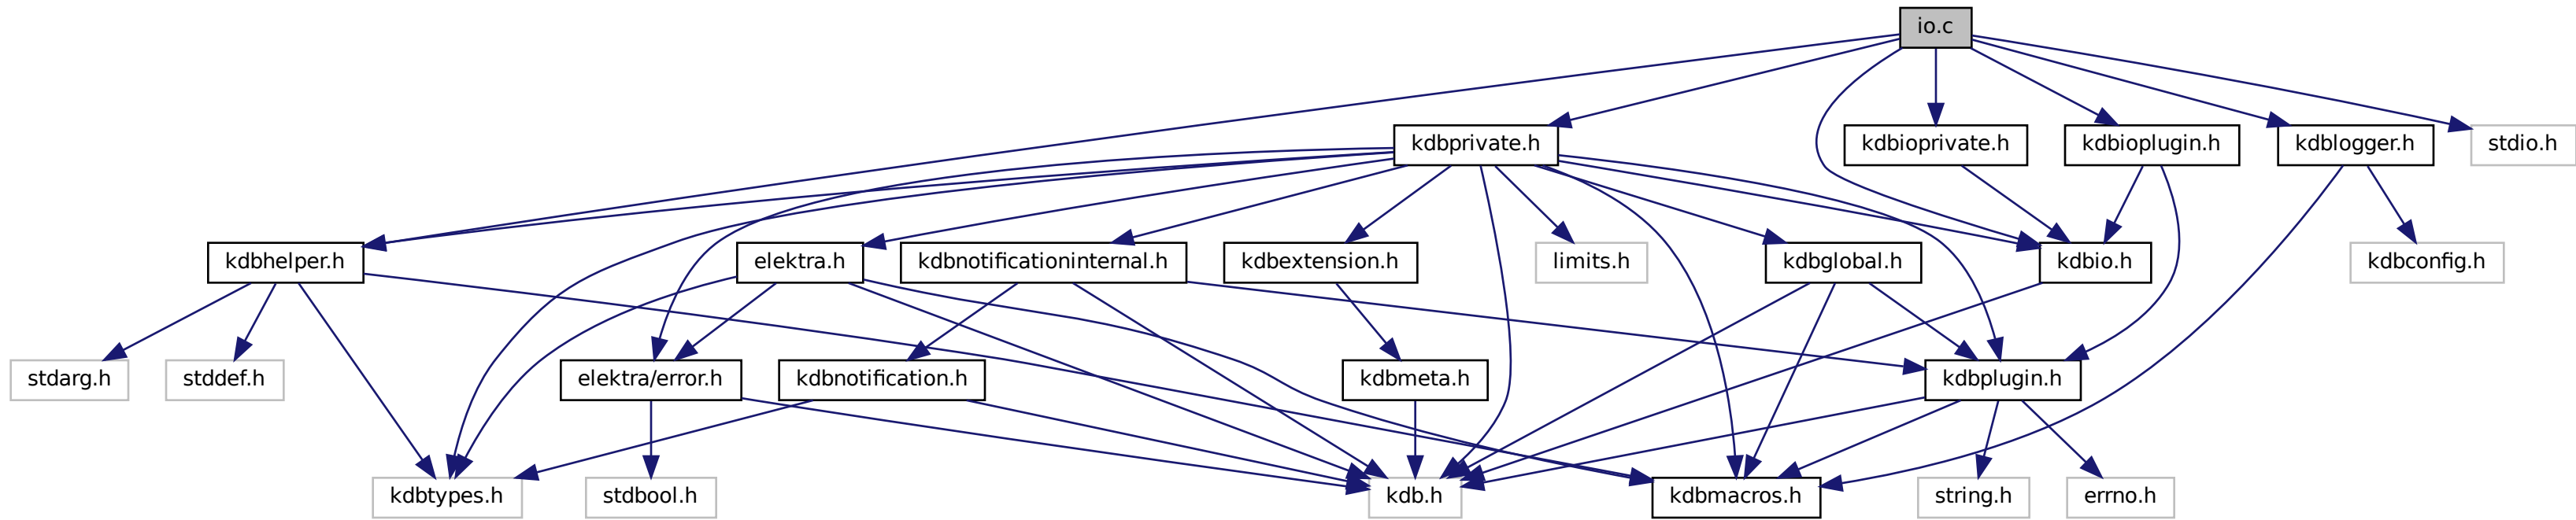 io.c
kdbprivate.h
kdbioprivate.h
kdbioplugin.h
kdblogger.h
stdio.h
kdbhelper.h
elektra.h
kdbnotificationinternal.h
kdbextension.h
limits.h
kdbglobal.h
kdbio.h
kdbconfig.h
stdarg.h
stddef.h
elektra/error.h
kdbnotification.h
kdbmeta.h
kdbplugin.h
kdbtypes.h
stdbool.h
kdb.h
kdbmacros.h
string.h
errno.h